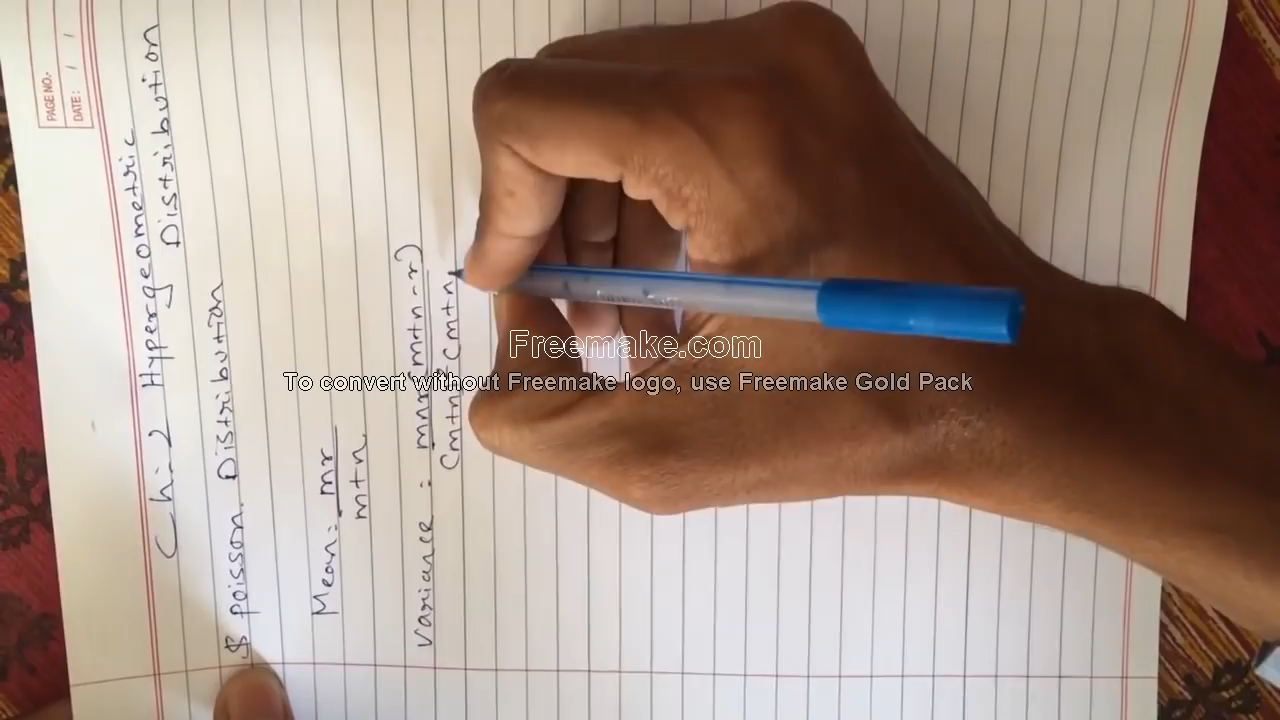 PAGE NO.
DATE: / /
Ch-2 Hypergeometric
Distribution
& poisson Distribution
Mean = mr
m+n
Variance = mnr(m+n-r)
(m+n)²(m+n
Freemake.com
To convert without Freemake logo, use Freemake Gold Pack